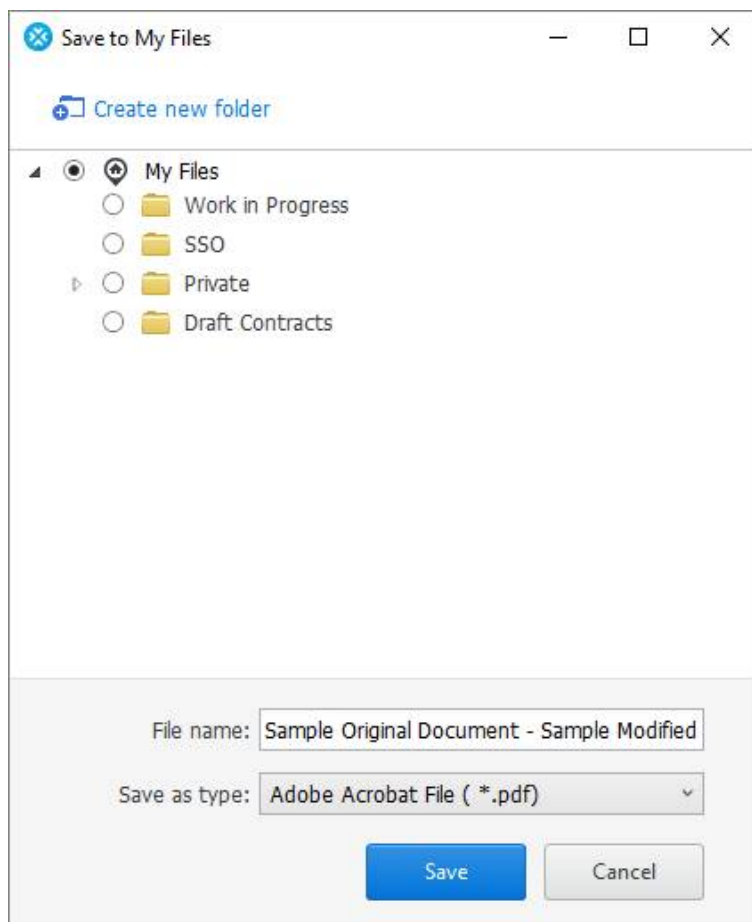 Save to My Files
Create new folder
My Files
Work in Progress
SSO
Private
Draft Contracts
File name: Sample Original Document - Sample Modified
Save as type: Adobe Acrobat File ( *.pdf)
Save Cancel